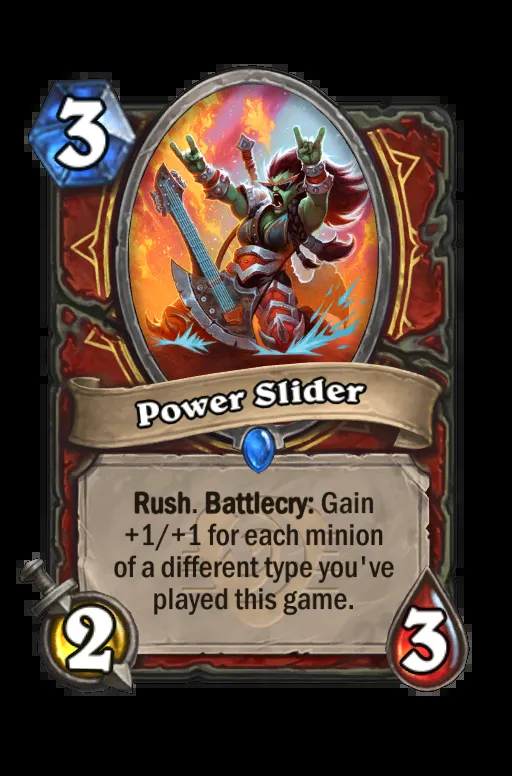 3
Power Slider
Rush. Battlecry: Gain
+1/+1 for each minion
of a different type you've
played this game.
2
3